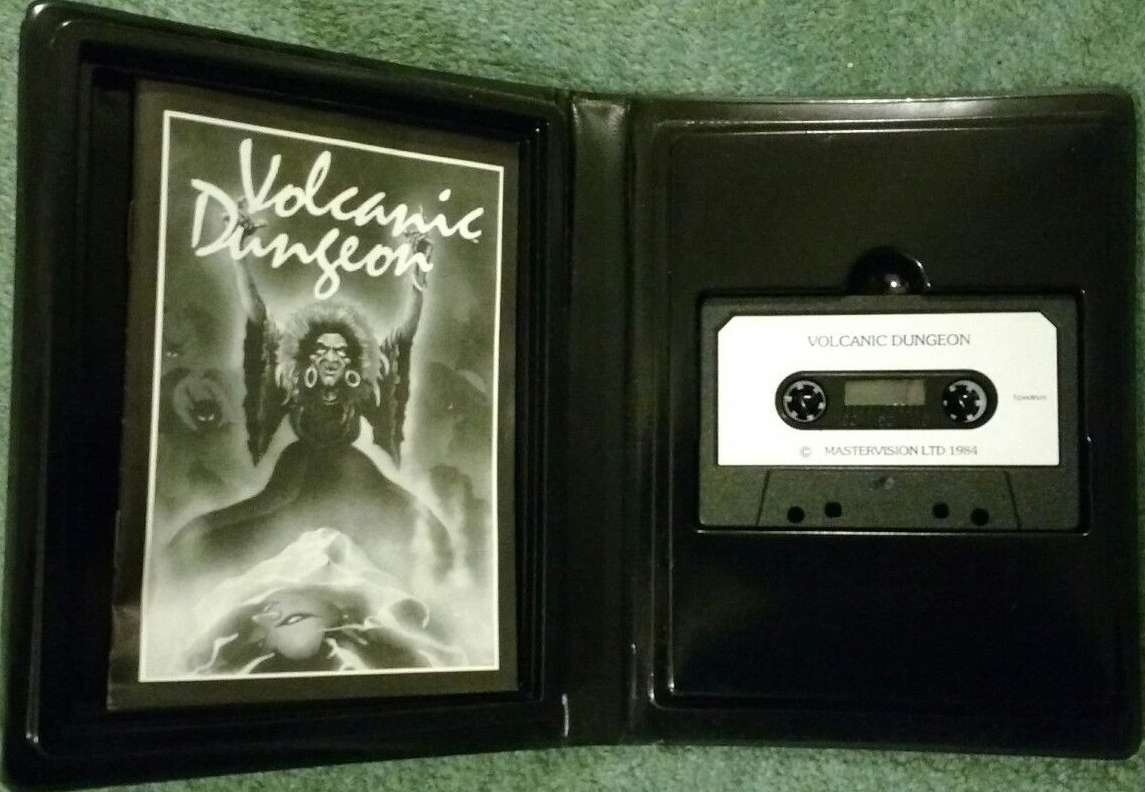 Volcanic
Dungeon
VOLCANIC DUNGEON
Spectrum
© MASTERVISION LTD 1984